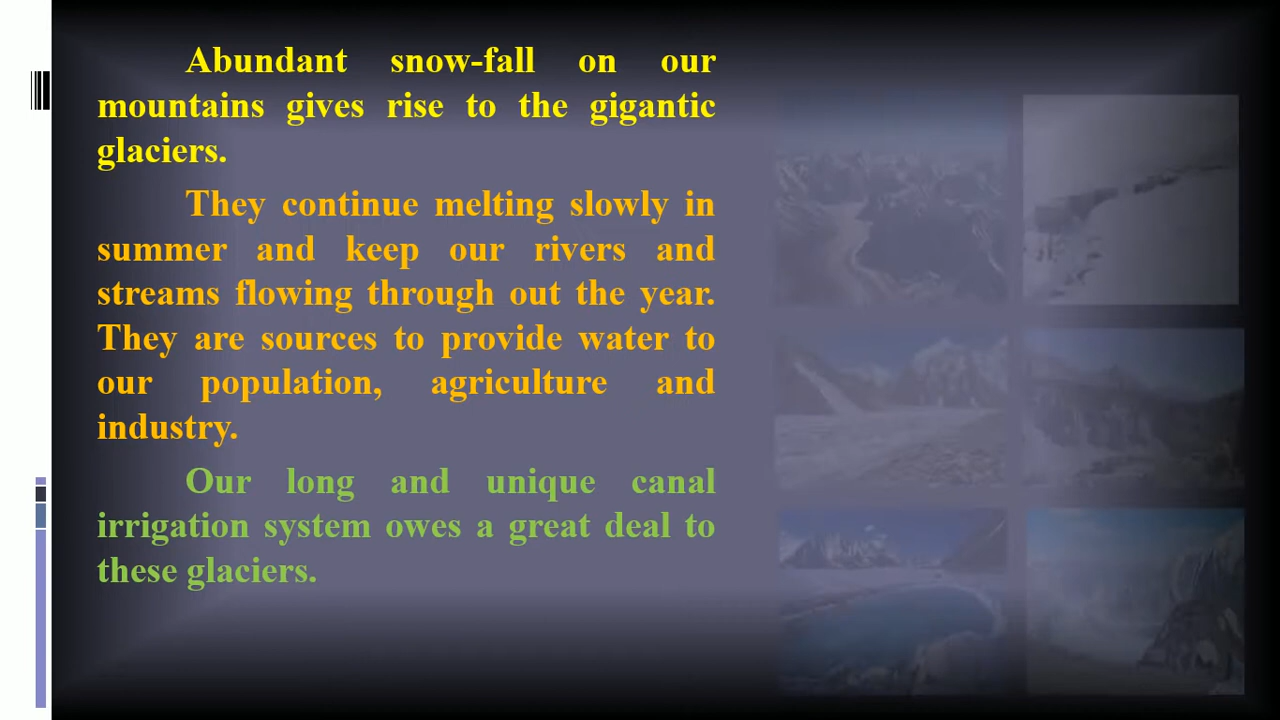 Abundant snow-fall on our
mountains gives rise to the gigantic
glaciers.
They continue melting slowly in
summer and keep our rivers and
streams flowing through out the year.
They are sources to provide water to
our population, agriculture and
industry.
Our long and unique canal
irrigation system owes a great deal to
these glaciers.